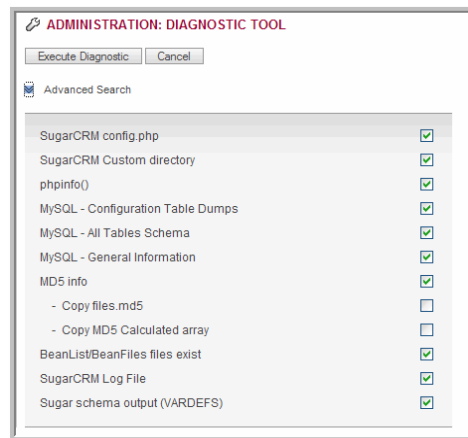 ADMINISTRATION: DIAGNOSTIC TOOL
Execute Diagnostic Cancel
Advanced Search
SugarCRM config.php
SugarCRM Custom directory
phpinfo()
MySQL - Configuration Table Dumps
MySQL - All Tables Schema
MySQL - General Information
MD5 info
- Copy files.md5
- Copy MD5 Calculated array
BeanList/BeanFiles files exist
SugarCRM Log File
Sugar schema output (VARDEFS)